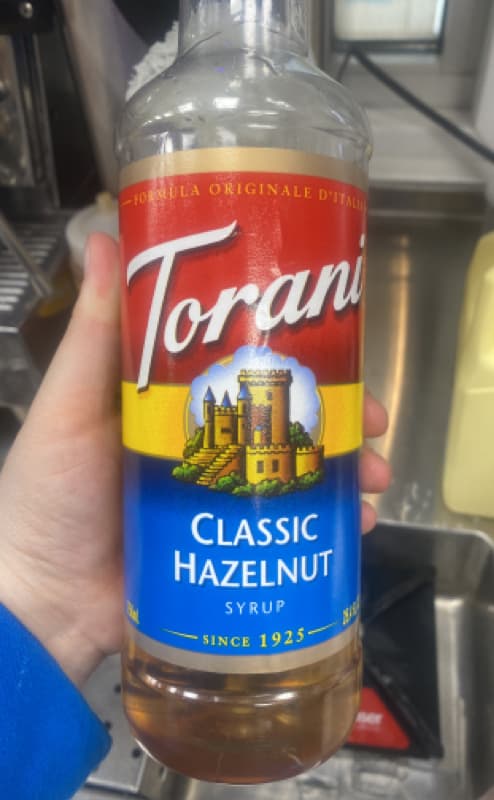 FORMULA ORIGINALE D'ITALIA
Torani
CLASSIC
HAZELNUT
SYRUP
SINCE 1925